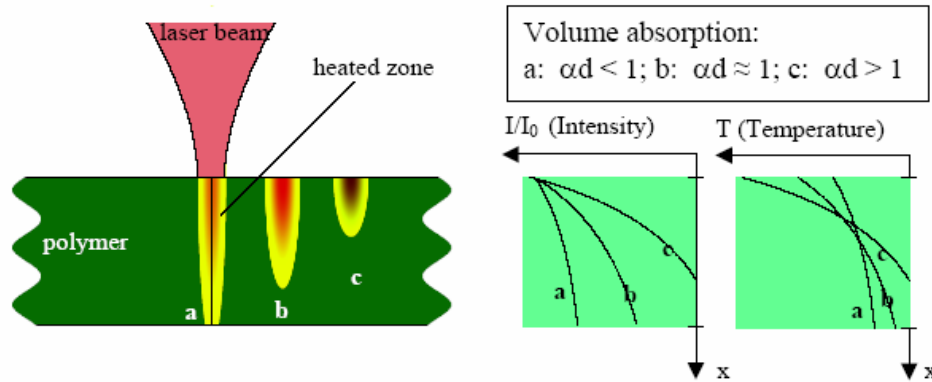 laser beam
heated zone
polymer
a
b
c
Volume absorption:
a: αd < 1; b: αd ≈ 1; c: αd > 1
I/I₀ (Intensity)
a
b
c
x
T (Temperature)
a
b
c
x